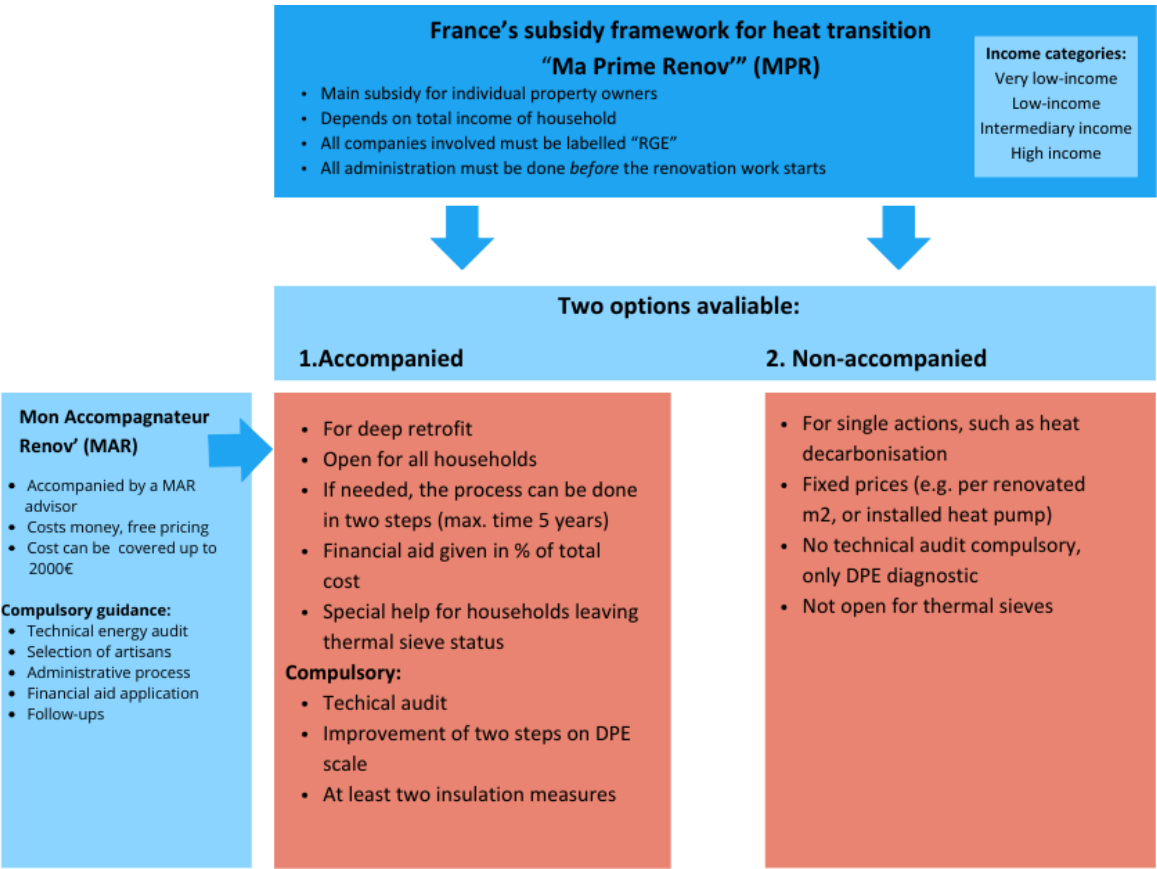 France's subsidy framework for heat transition
“Ma Prime Renov’” (MPR)
• Main subsidy for individual property owners
• Depends on total income of household
• All companies involved must be labelled “RGE”
• All administration must be done before the renovation work starts
Income categories:
Very low-income
Low-income
Intermediary income
High income
Two options avaliable:
1.Accompanied
2. Non-accompanied
Mon Accompagnateur
Renov’ (MAR)
• Accompanied by a MAR
advisor
• Costs money, free pricing
• Cost can be covered up to
2000€
Compulsory guidance:
• Technical energy audit
• Selection of artisans
• Administrative process
• Financial aid application
• Follow-ups
• For deep retrofit
• Open for all households
• If needed, the process can be done
in two steps (max. time 5 years)
• Financial aid given in % of total
cost
• Special help for households leaving
thermal sieve status
Compulsory:
• Techical audit
• Improvement of two steps on DPE
scale
• At least two insulation measures
• For single actions, such as heat
decarbonisation
• Fixed prices (e.g. per renovated
m2, or installed heat pump)
• No technical audit compulsory,
only DPE diagnostic
• Not open for thermal sieves